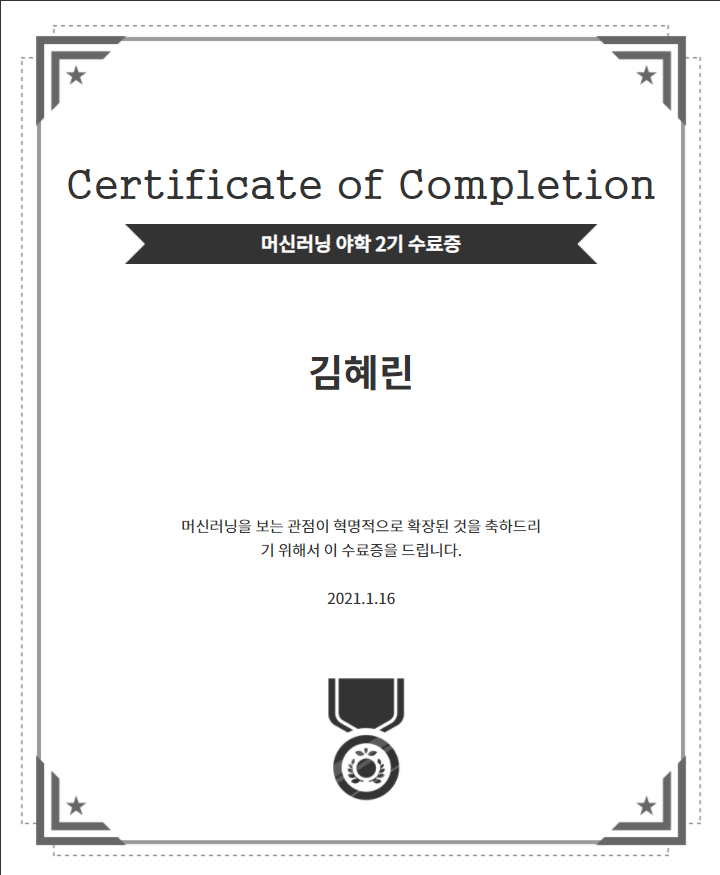 Certificate of Completion
머신러닝 야학 2기 수료증
김혜린
머신러닝을 보는 관점이 혁명적으로 확장된 것을 축하드리
기 위해서 이 수료증을 드립니다.
2021.1.16